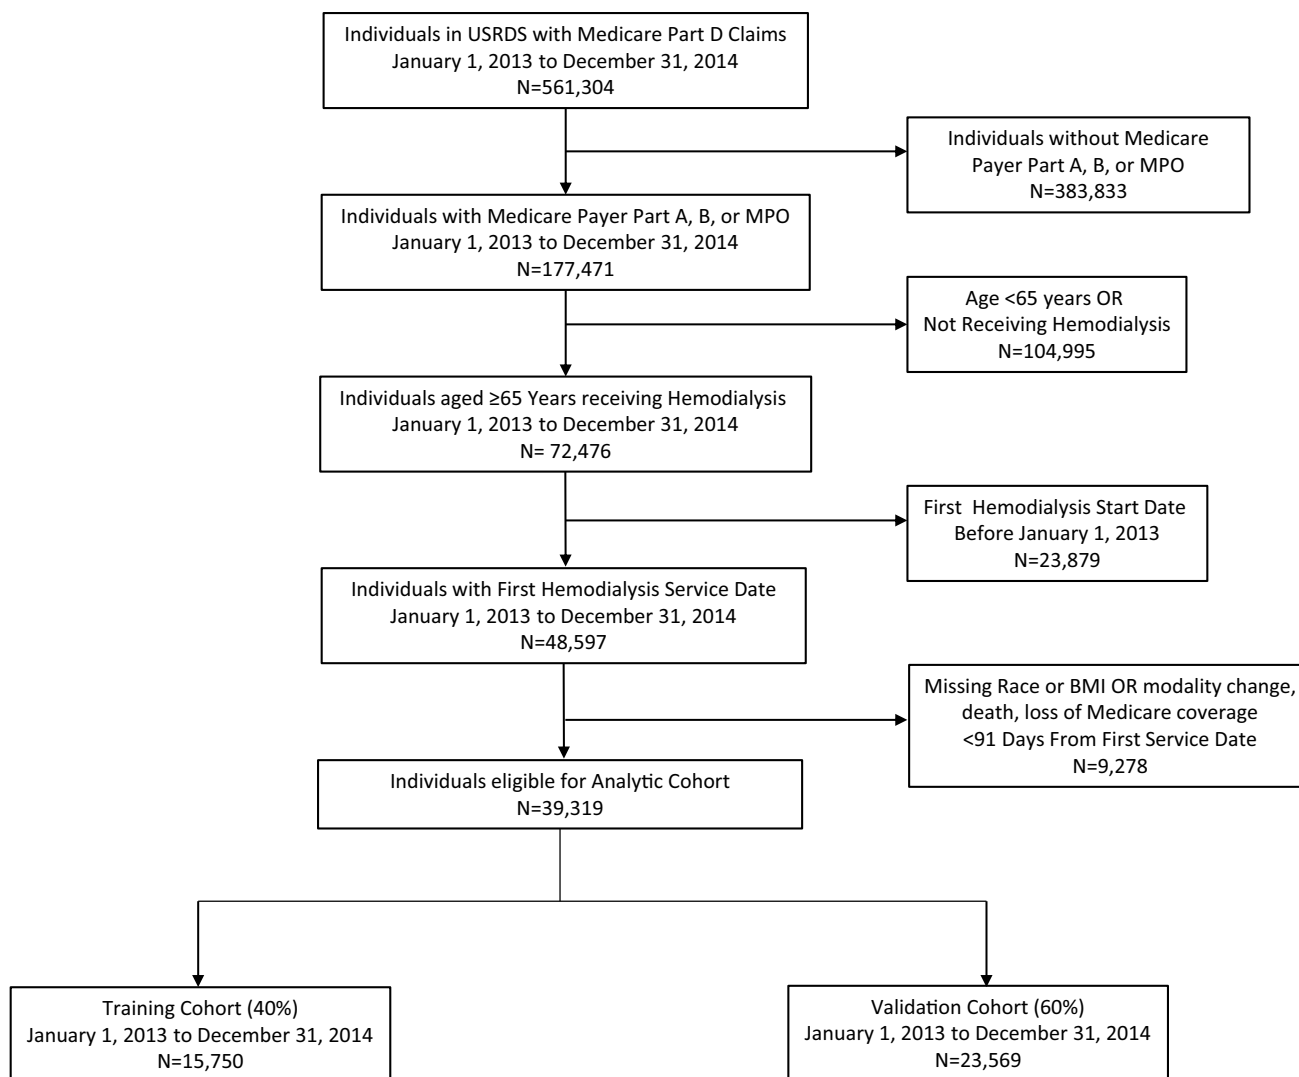 Individuals in USRDS with Medicare Part D Claims
January 1, 2013 to December 31, 2014
N=561,304
Individuals without Medicare
Payer Part A, B, or MPO
N=383,833
Individuals with Medicare Payer Part A, B, or MPO
January 1, 2013 to December 31, 2014
N=177,471
Age <65 years OR
Not Receiving Hemodialysis
N=104,995
Individuals aged ≥65 Years receiving Hemodialysis
January 1, 2013 to December 31, 2014
N= 72,476
First Hemodialysis Start Date
Before January 1, 2013
N=23,879
Individuals with First Hemodialysis Service Date
January 1, 2013 to December 31, 2014
N=48,597
Missing Race or BMI OR modality change,
death, loss of Medicare coverage
<91 Days From First Service Date
N=9,278
Individuals eligible for Analytic Cohort
N=39,319
Training Cohort (40%)
January 1, 2013 to December 31, 2014
N=15,750
Validation Cohort (60%)
January 1, 2013 to December 31, 2014
N=23,569